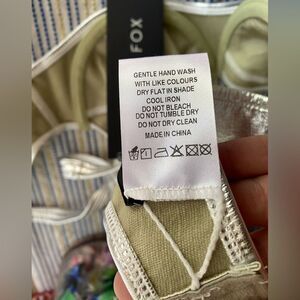 FOX
GENTLE HAND WASH
WITH LIKE COLOURS
DRY FLAT IN SHADE
COOL IRON
DO NOT BLEACH
DO NOT TUMBLE DRY
DO NOT DRY CLEAN
MADE IN CHINA